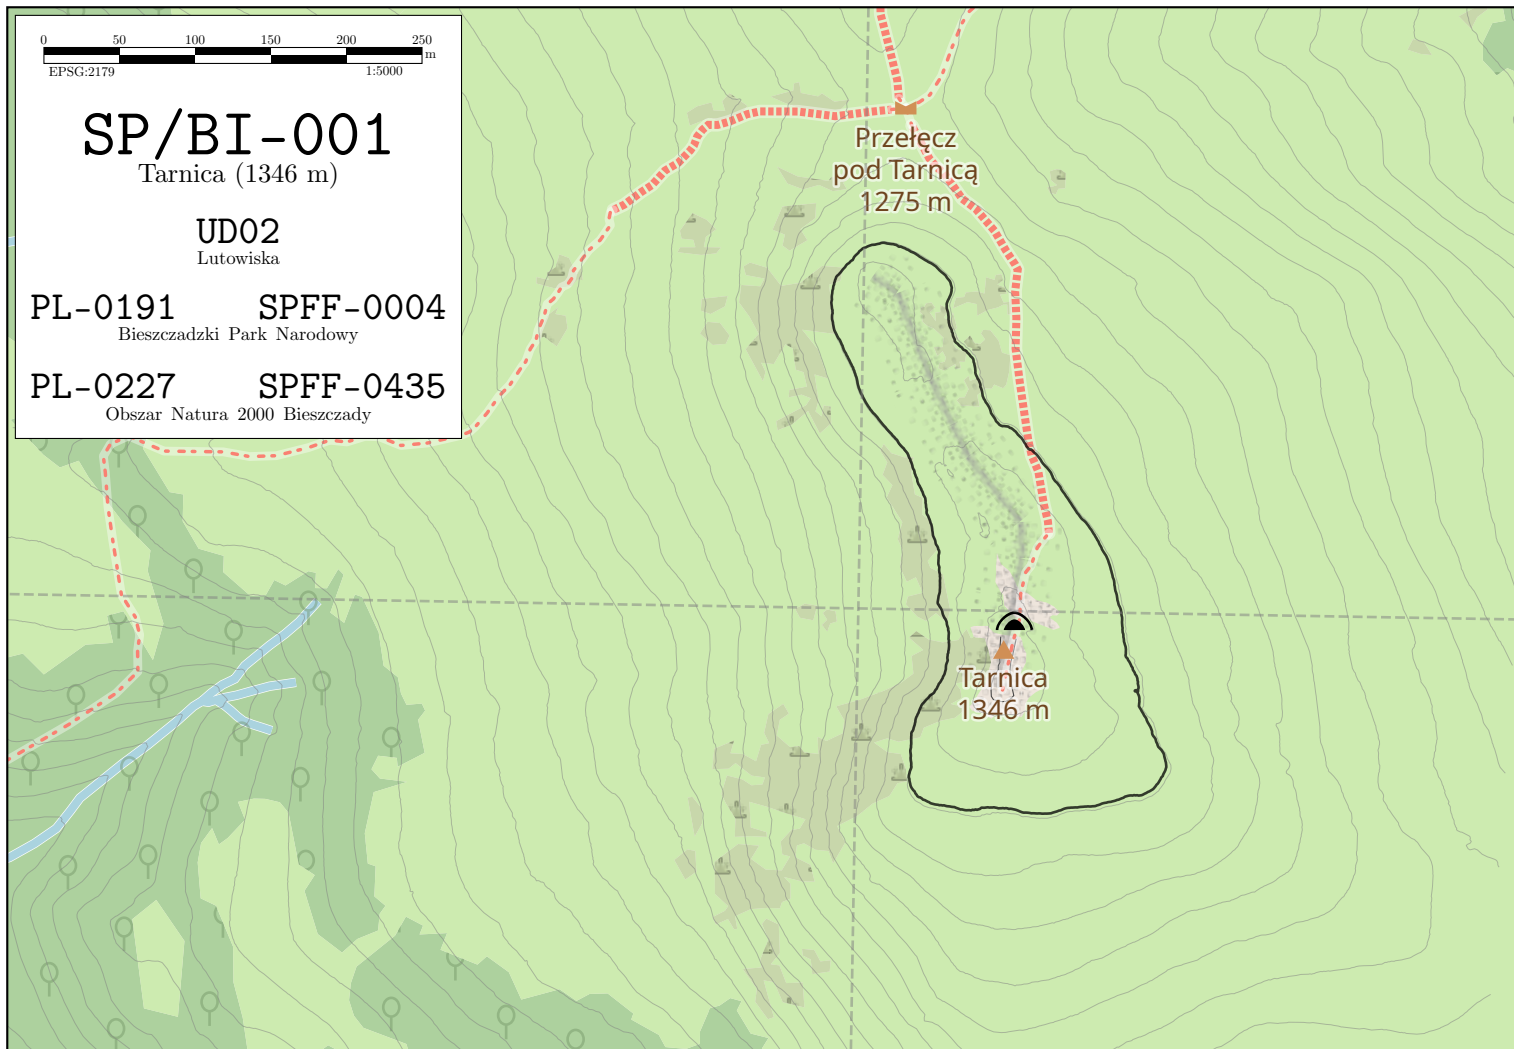 0 50 100 150 200 250
m
EPSG:2179 1:5000
SP/BI-001
Tarnica (1346 m)
UD02
Lutowiska
PL-0191 SPFF-0004
Bieszczadzki Park Narodowy
PL-0227 SPFF-0435
Obszar Natura 2000 Bieszczady
Przełęcz
pod Tarnicą
1275 m
Tarnica
1346 m